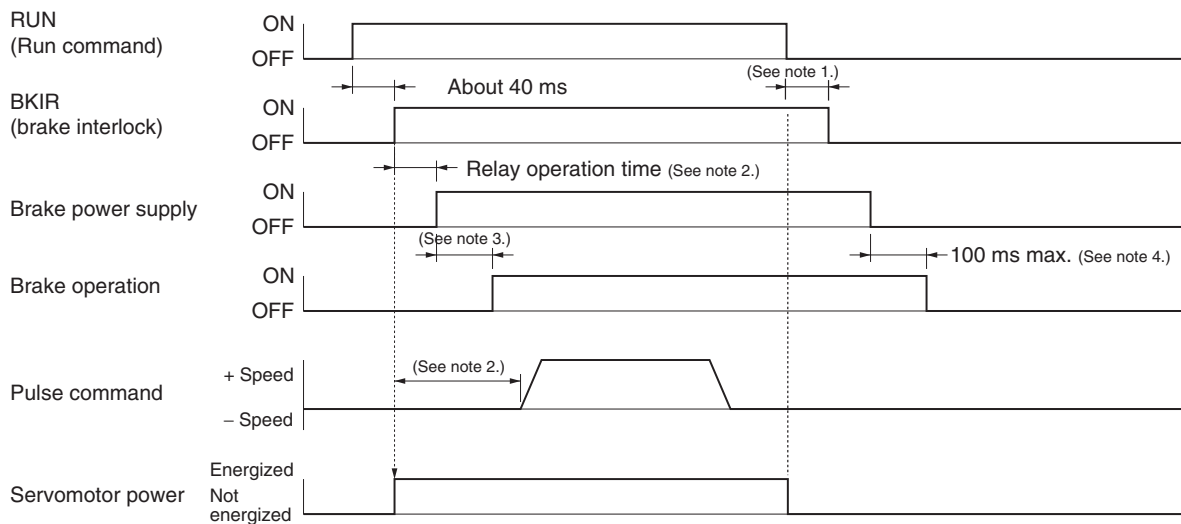 RUN
(Run command)
ON
OFF
(See note 1.)
About 40 ms
BKIR
(brake interlock)
ON
OFF
Relay operation time (See note 2.)
Brake power supply
ON
OFF
(See note 3.)
100 ms max. (See note 4.)
Brake operation
ON
OFF
(See note 2.)
Pulse command
+ Speed
– Speed
Servomotor power
Energized
Not
energized